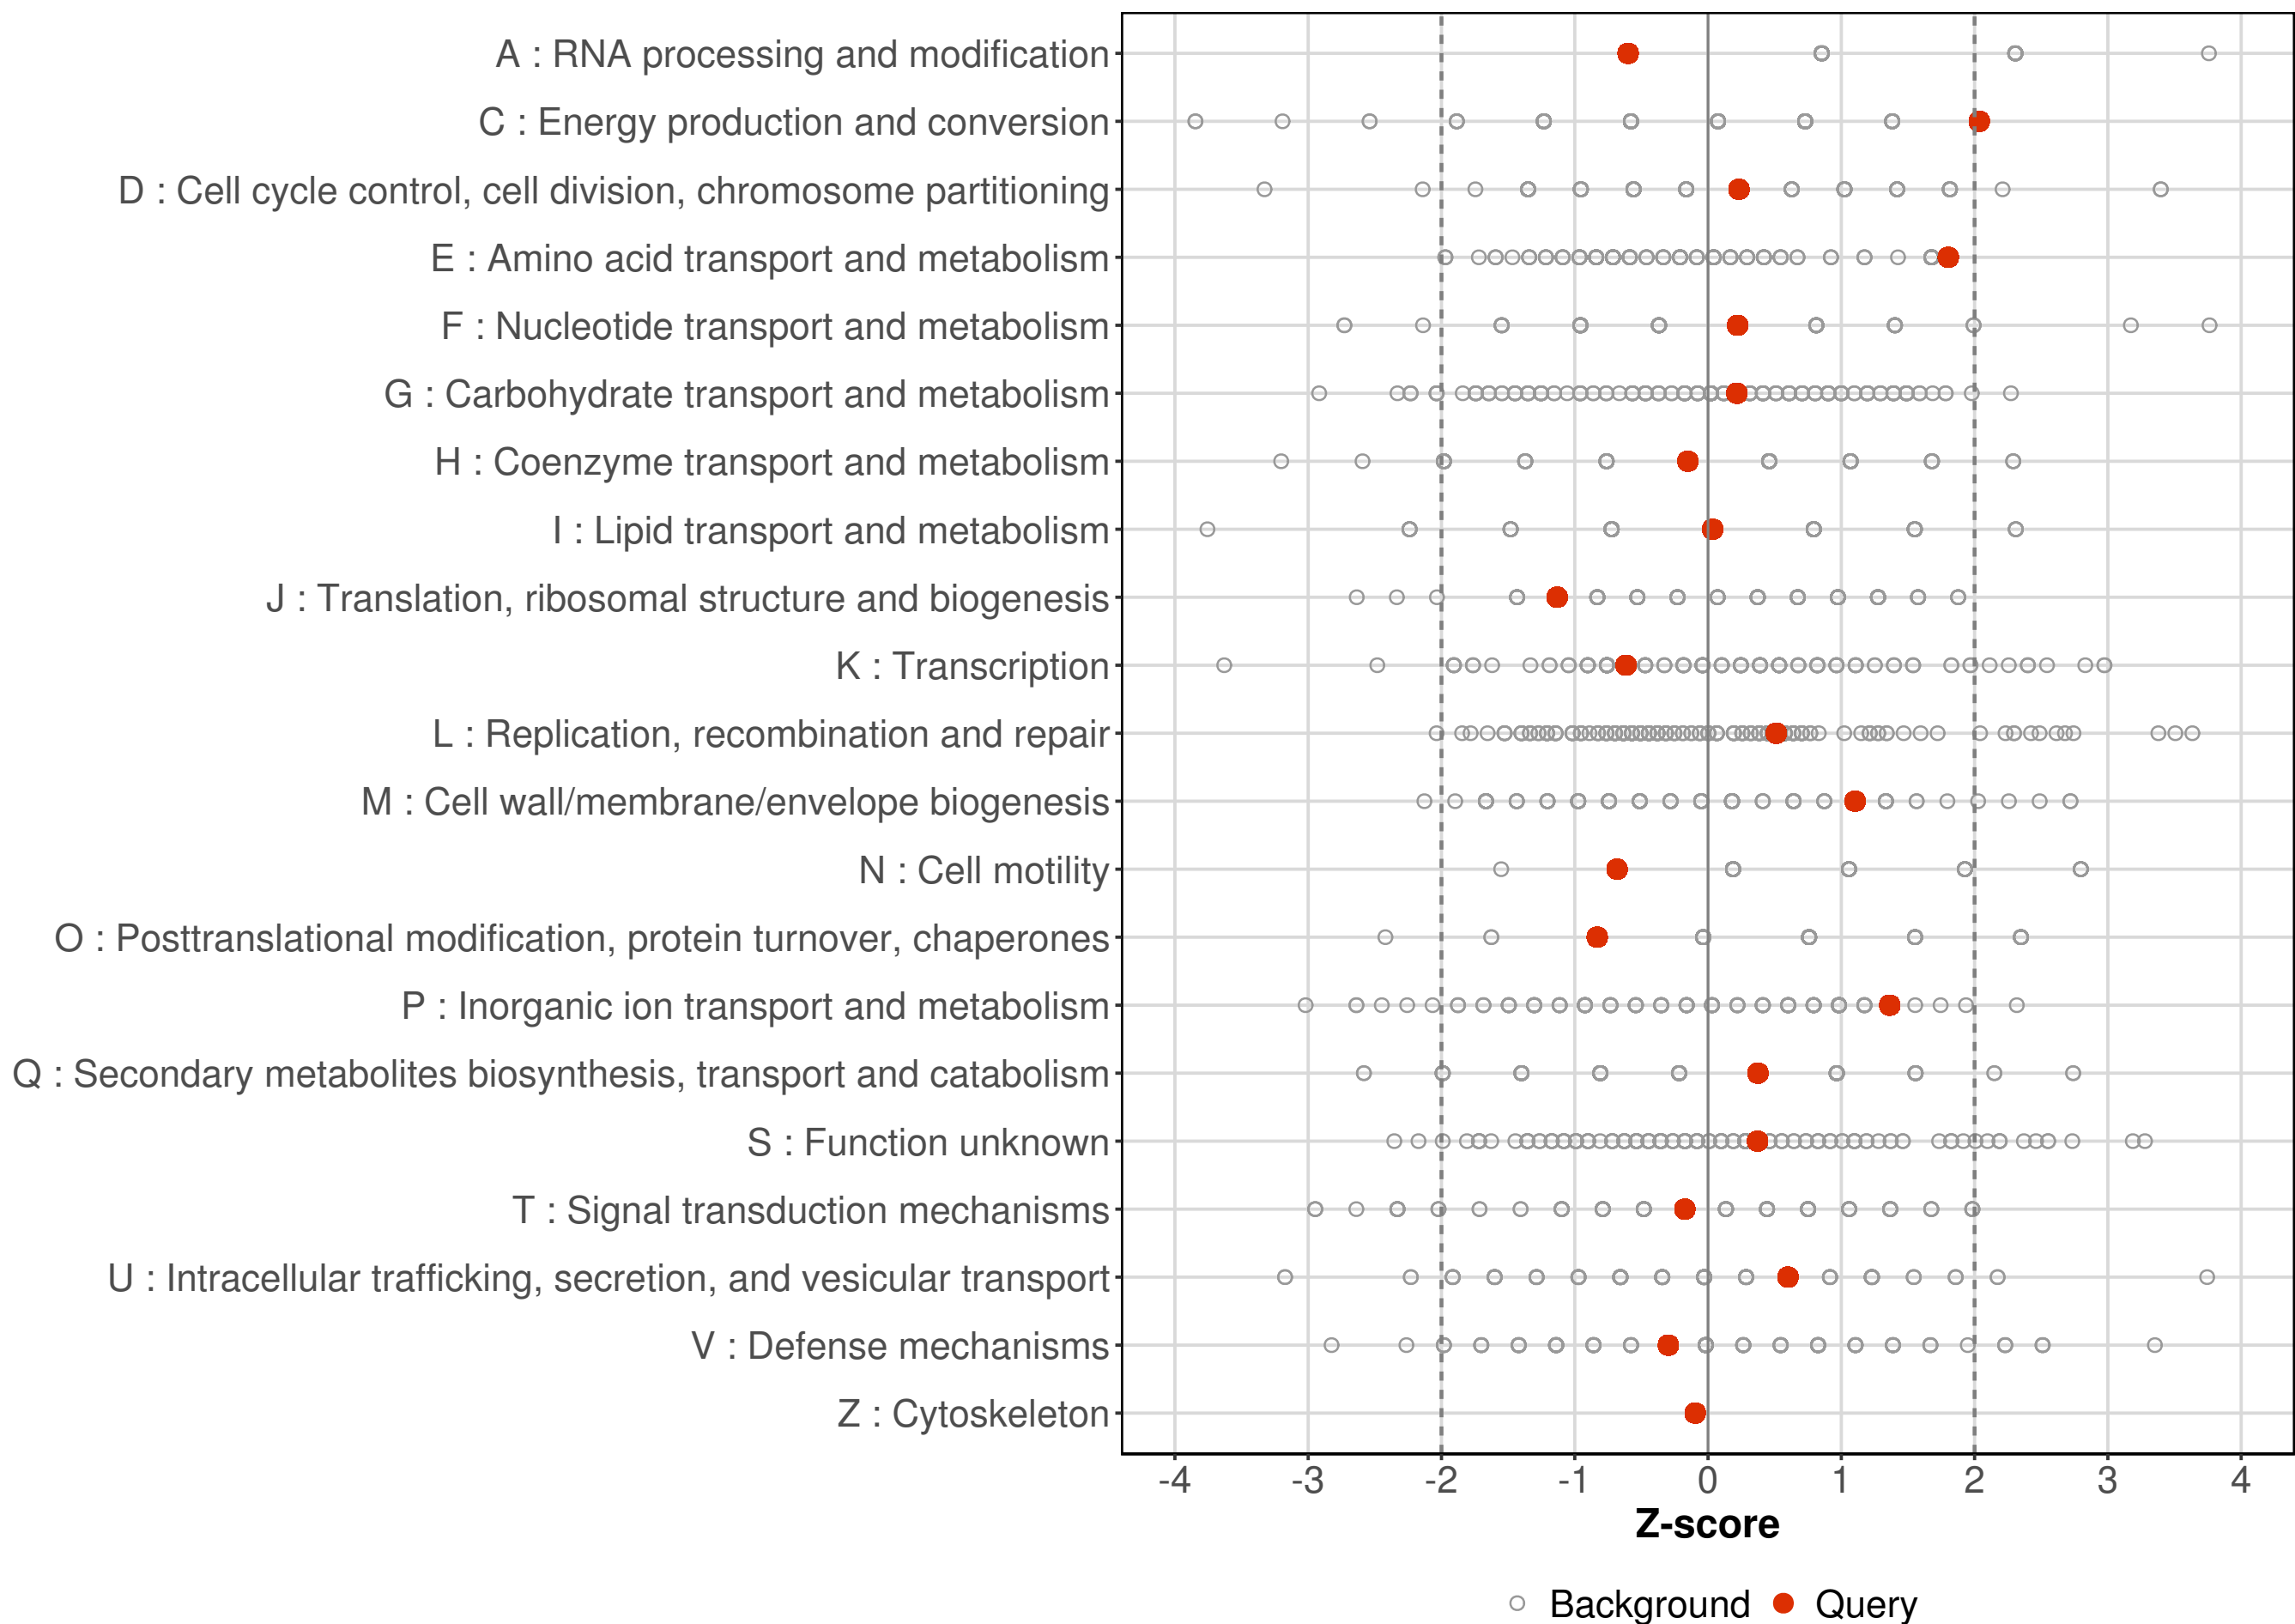 A : RNA processing and modification
C : Energy production and conversion
D : Cell cycle control, cell division, chromosome partitioning
E : Amino acid transport and metabolism
F : Nucleotide transport and metabolism
G : Carbohydrate transport and metabolism
H : Coenzyme transport and metabolism
I : Lipid transport and metabolism
J : Translation, ribosomal structure and biogenesis
K : Transcription
L : Replication, recombination and repair
M : Cell wall/membrane/envelope biogenesis
N : Cell motility
O : Posttranslational modification, protein turnover, chaperones
P : Inorganic ion transport and metabolism
Q : Secondary metabolites biosynthesis, transport and catabolism
S : Function unknown
T : Signal transduction mechanisms
U : Intracellular trafficking, secretion, and vesicular transport
V : Defense mechanisms
Z : Cytoskeleton
-4 -3 -2 -1 0 1 2 3 4
Z-score
Background Query